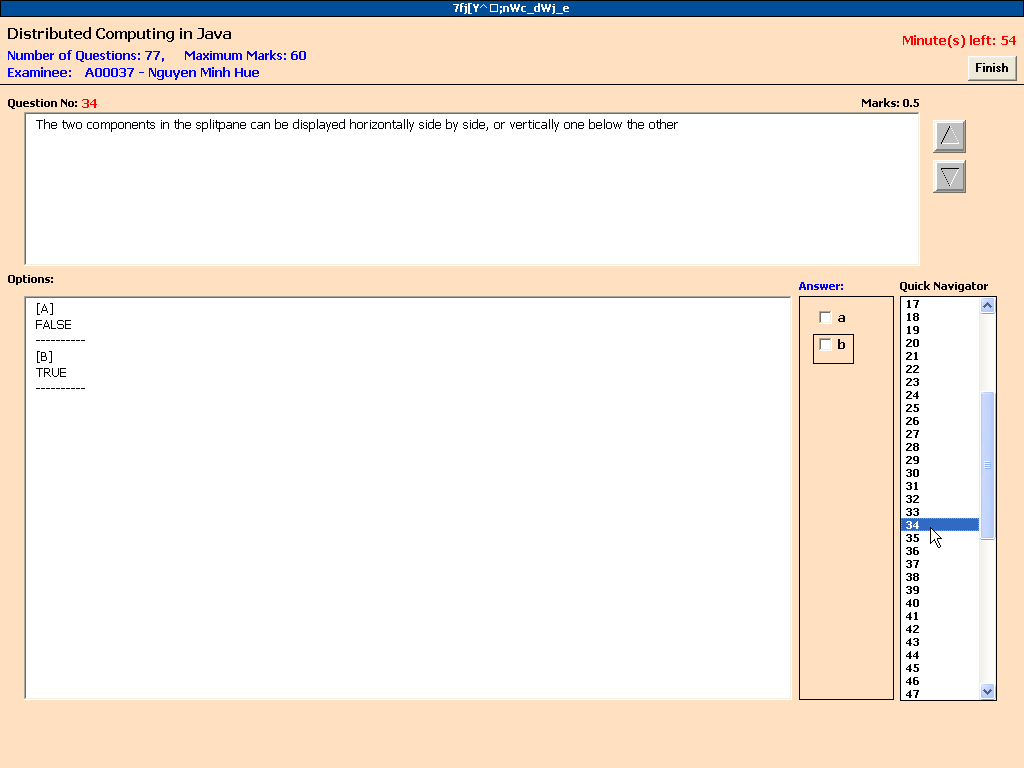 7fj[Y^ □;nWc_dWj_e
Distributed Computing in Java
Number of Questions: 77, Maximum Marks: 60
Minute(s) left: 54
Examinee: A00037 - Nguyen Minh Hue
Finish
Question No: 34
Marks: 0.5
The two components in the splitpane can be displayed horizontally side by side, or vertically one below the other
Options:
[A]
FALSE
----------
[B]
TRUE
----------
Answer:
a
b
Quick Navigator
17
18
19
20
21
22
23
24
25
26
27
28
29
30
31
32
33
34
35
36
37
38
39
40
41
42
43
44
45
46
47